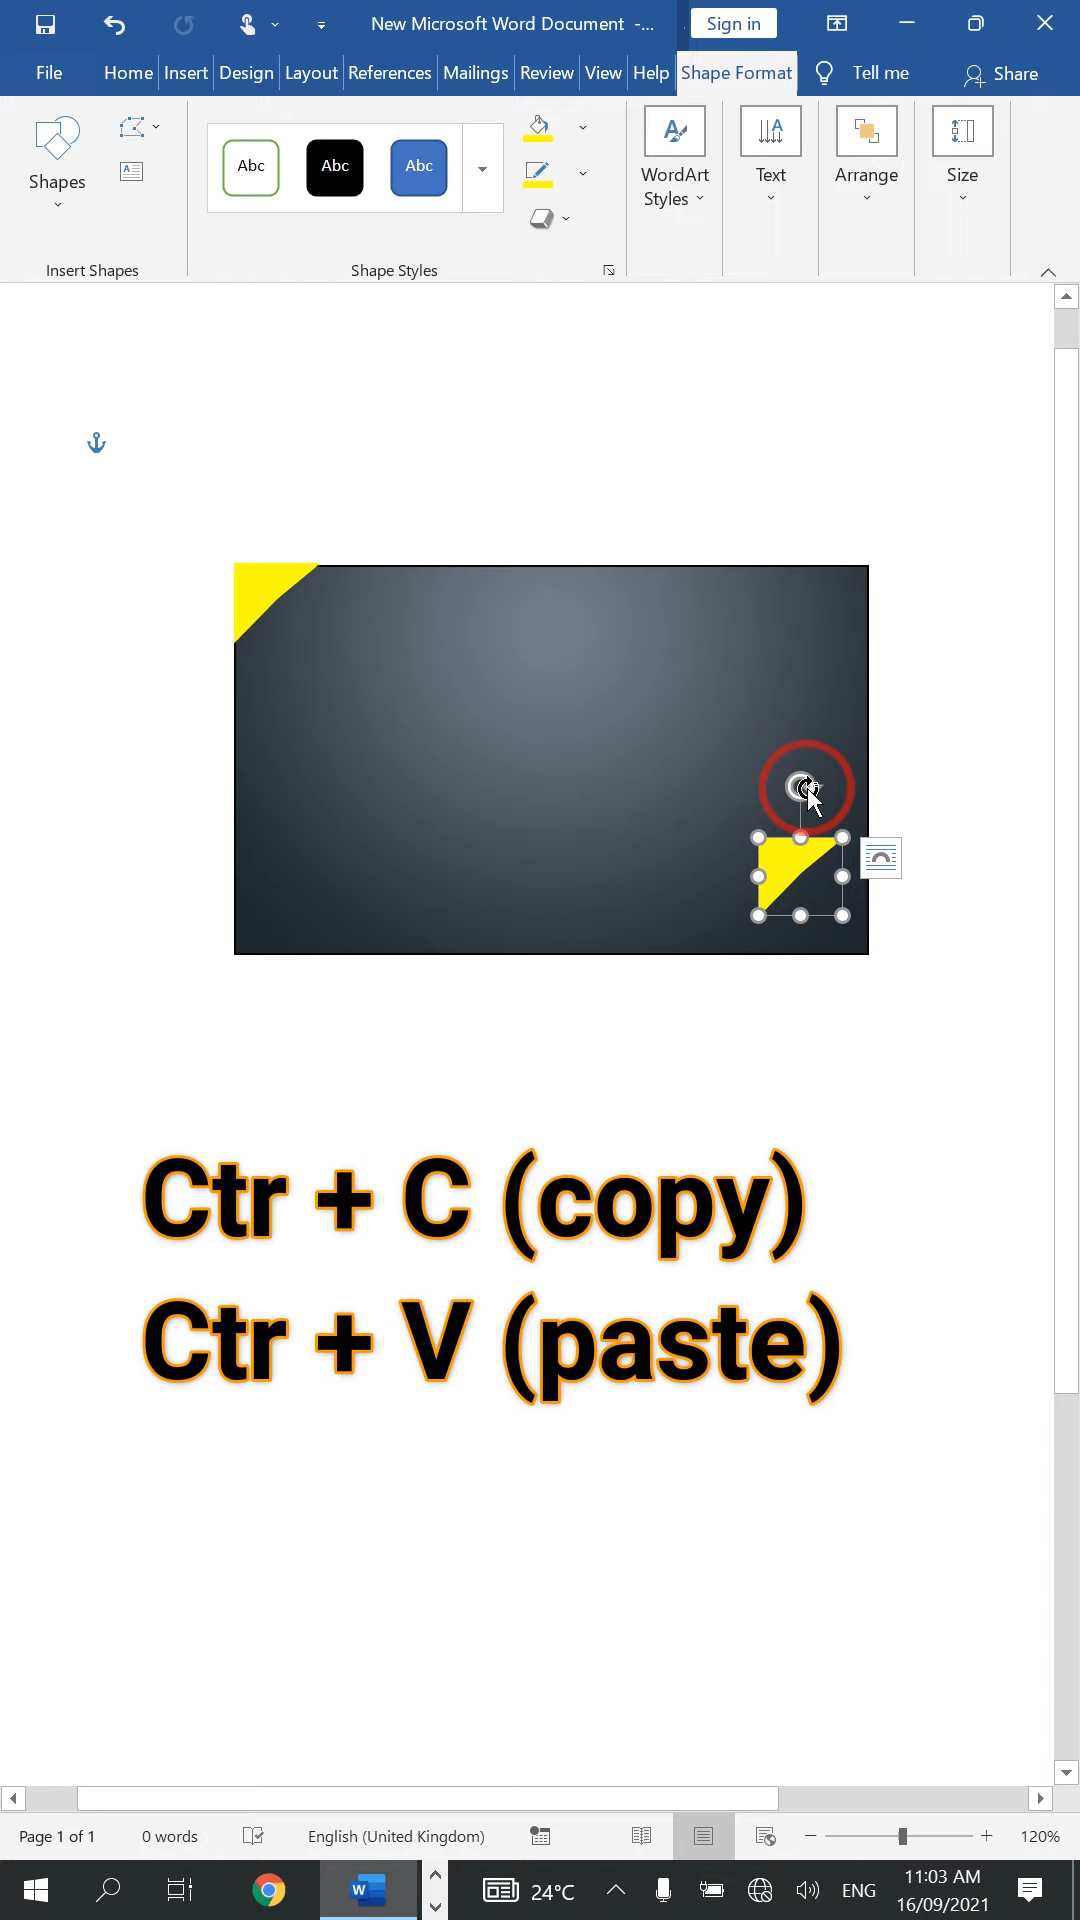 New Microsoft Word Document -...
Sign in
File Home Insert Design Layout References Mailings Review View Help Shape Format Tell me Share
Abc Abc Abc
Shapes
WordArt Styles
Text
Arrange
Size
Insert Shapes
Shape Styles
Ctr + C (copy)
Ctr + V (paste)
Page 1 of 1 0 words English (United Kingdom) 120%
24°C ENG 11:03 AM
16/09/2021